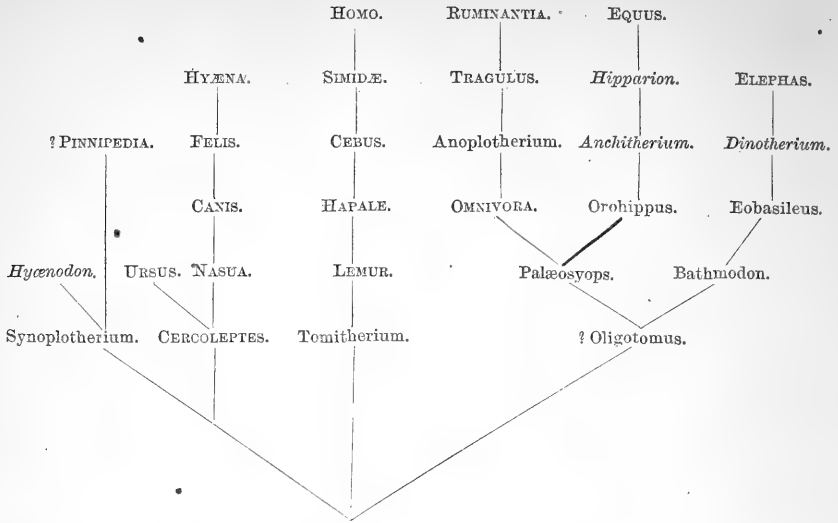 HOMO. RUMINANTIA. EQUUS.
HYÆNA. SIMIDÆ. TRAGULUS. Hipparion. ELEPHAS.
? PINNIPEDIA. FELIS. CEBUS. Anoplotherium. Anchitherium. Dinotherium.
CANIS. HAPALE. OMNIVORA. Orohippus. Eobasileus.
Hyænodon. URSUS. NASUA. LEMUR. Palæosyops. Bathmodon.
Synoplotherium. CERCOLEPTES. Tomitherium. ? Oligotomus.